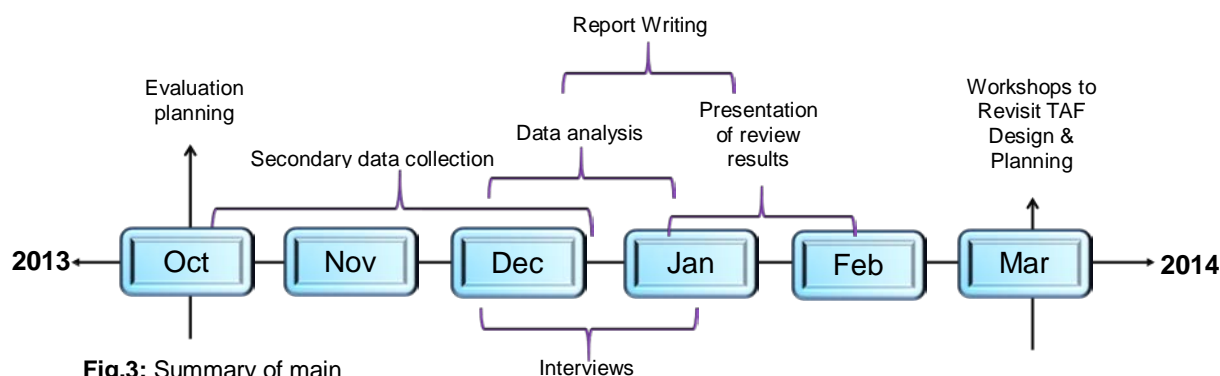 Report Writing
Evaluation
planning
Workshops to
Revisit TAF
Design &
Planning
Presentation
of review
results
Data analysis
Secondary data collection
2013
Oct
Nov
Dec
Jan
Feb
Mar
2014
Fig.3: Summary of main
Interviews